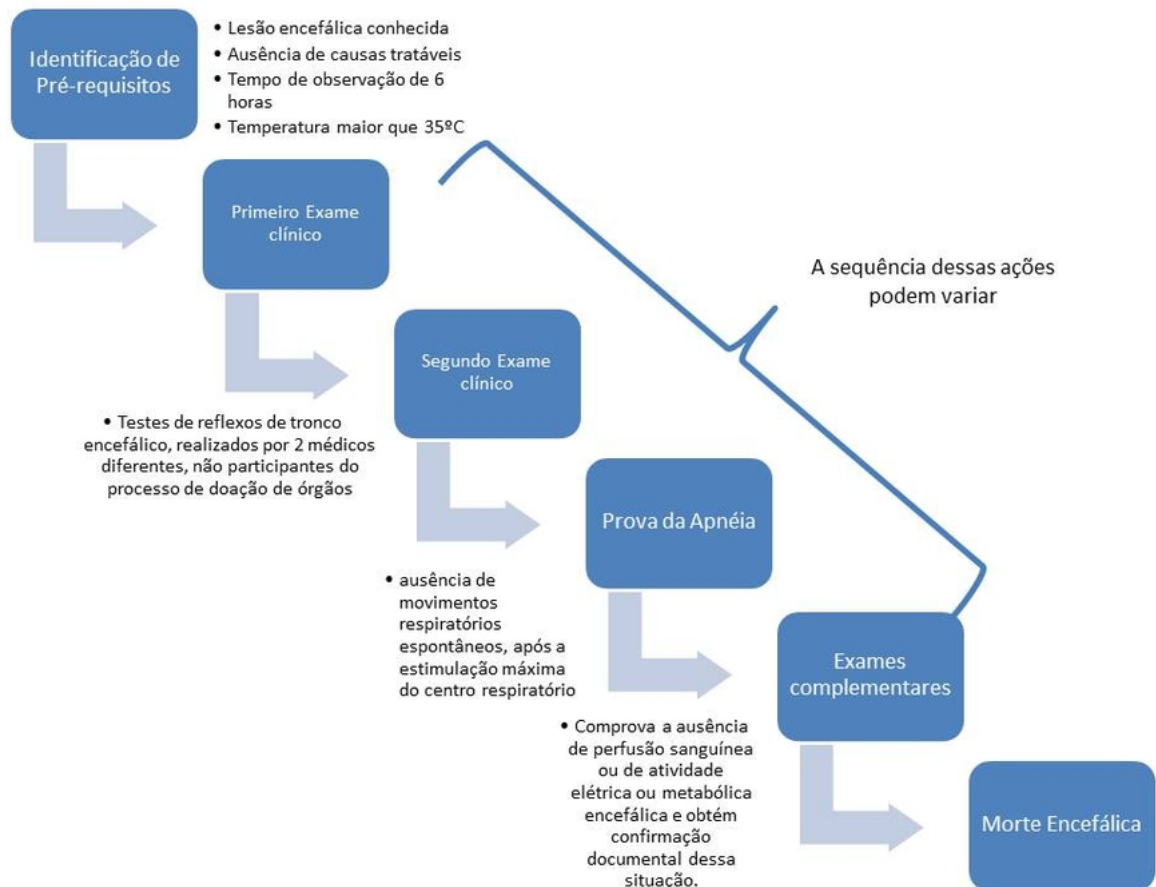 Identificação de
Pré-requisitos
• Lesão encefálica conhecida
• Ausência de causas tratáveis
• Tempo de observação de 6
horas
• Temperatura maior que 35ºC
Primeiro Exame
clínico
A sequência dessas ações
podem variar
Segundo Exame
clínico
• Testes de reflexos de tronco
encefálico, realizados por 2 médicos
diferentes, não participantes do
processo de doação de órgãos
Prova da Apnéia
• ausência de
movimentos
respiratórios
espontâneos, após a
estimulação máxima
do centro respiratório
Exames
complementares
• Comprova a ausência
de perfusão sanguínea
ou de atividade
elétrica ou metabólica
encefálica e obtém
confirmação
documental dessa
situação.
Morte Encefálica